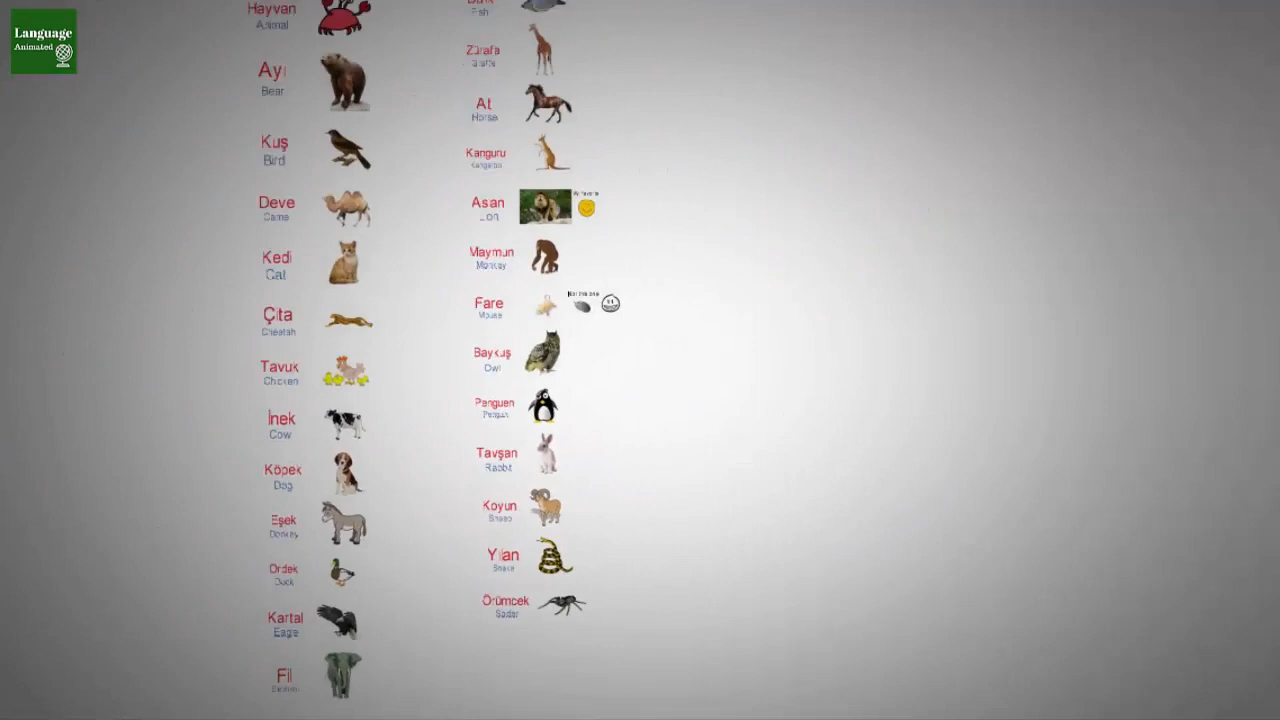 Language
Animated
Hayvan
Animal
Ayı
Bear
Kuş
Bird
Deve
Kedi
Cat
Çita
Cheetah
Tavuk
Chicken
İnek
Cow
Köpek
Dog
Eşek
Donkey
Ördek
Duck
Kartal
Eagle
Fil
Fish
Zürafa
Giraffe
At
Horse
Kanguru
Kangaroo
Asan
Lion
Maymun
Monkey
Fare
Mouse
Baykuş
Owl
Penguen
Penguin
Tavşan
Rabbit
Koyun
Sheep
Yılan
Snake
Örümcek
Spider